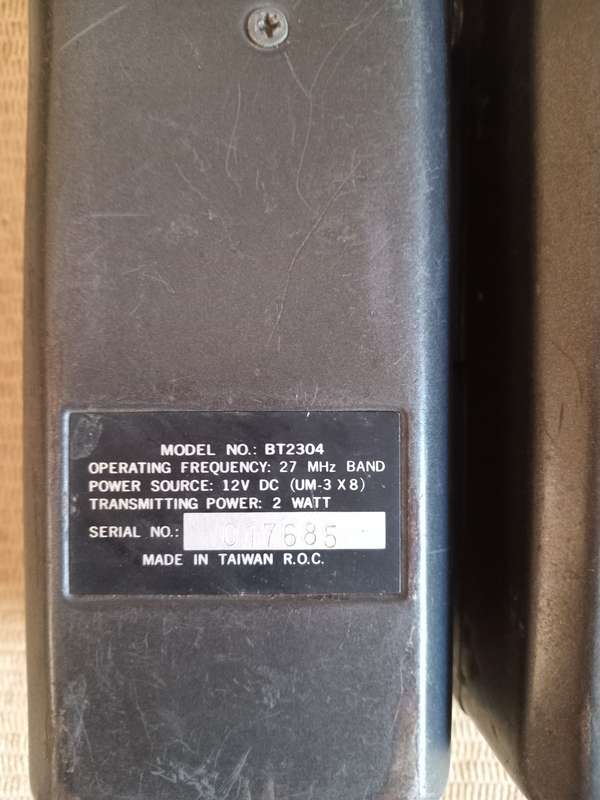 MODEL NO.: BT2304
OPERATING FREQUENCY: 27 MHz BAND
POWER SOURCE: 12V DC (UM-3 X 8)
TRANSMITTING POWER: 2 WATT
SERIAL NO.: 017685
MADE IN TAIWAN R.O.C.